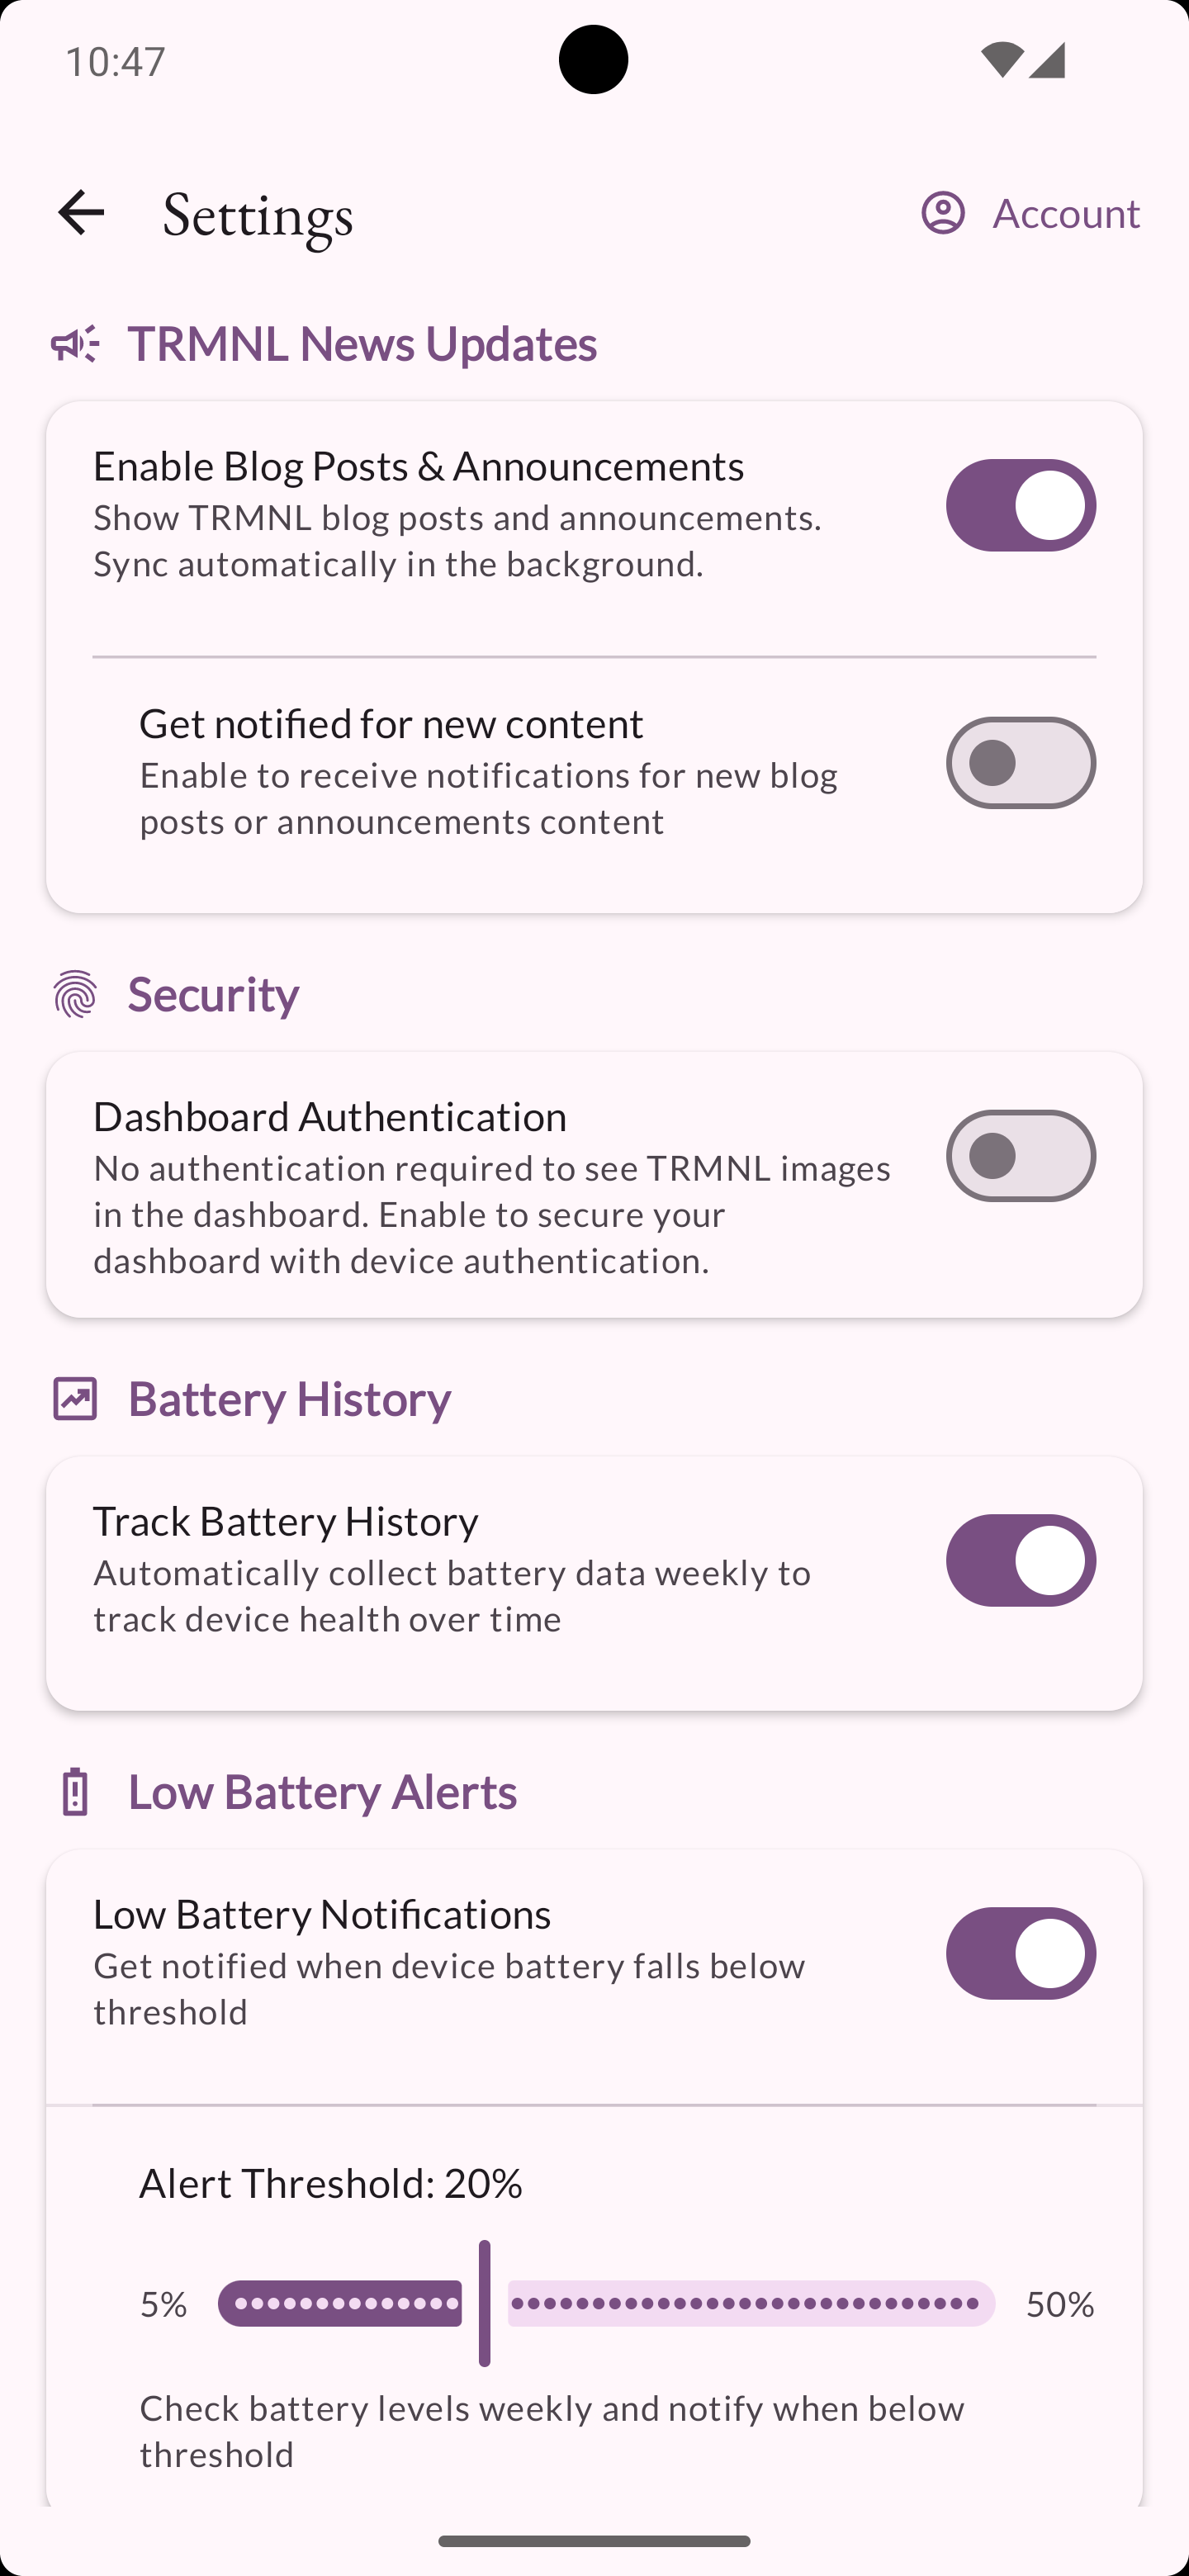 10:47
Settings
Account
TRMNL News Updates
Enable Blog Posts & Announcements
Show TRMNL blog posts and announcements.
Sync automatically in the background.
Get notified for new content
Enable to receive notifications for new blog
posts or announcements content
Security
Dashboard Authentication
No authentication required to see TRMNL images
in the dashboard. Enable to secure your
dashboard with device authentication.
Battery History
Track Battery History
Automatically collect battery data weekly to
track device health over time
Low Battery Alerts
Low Battery Notifications
Get notified when device battery falls below
threshold
Alert Threshold: 20%
5%
50%
Check battery levels weekly and notify when below
threshold